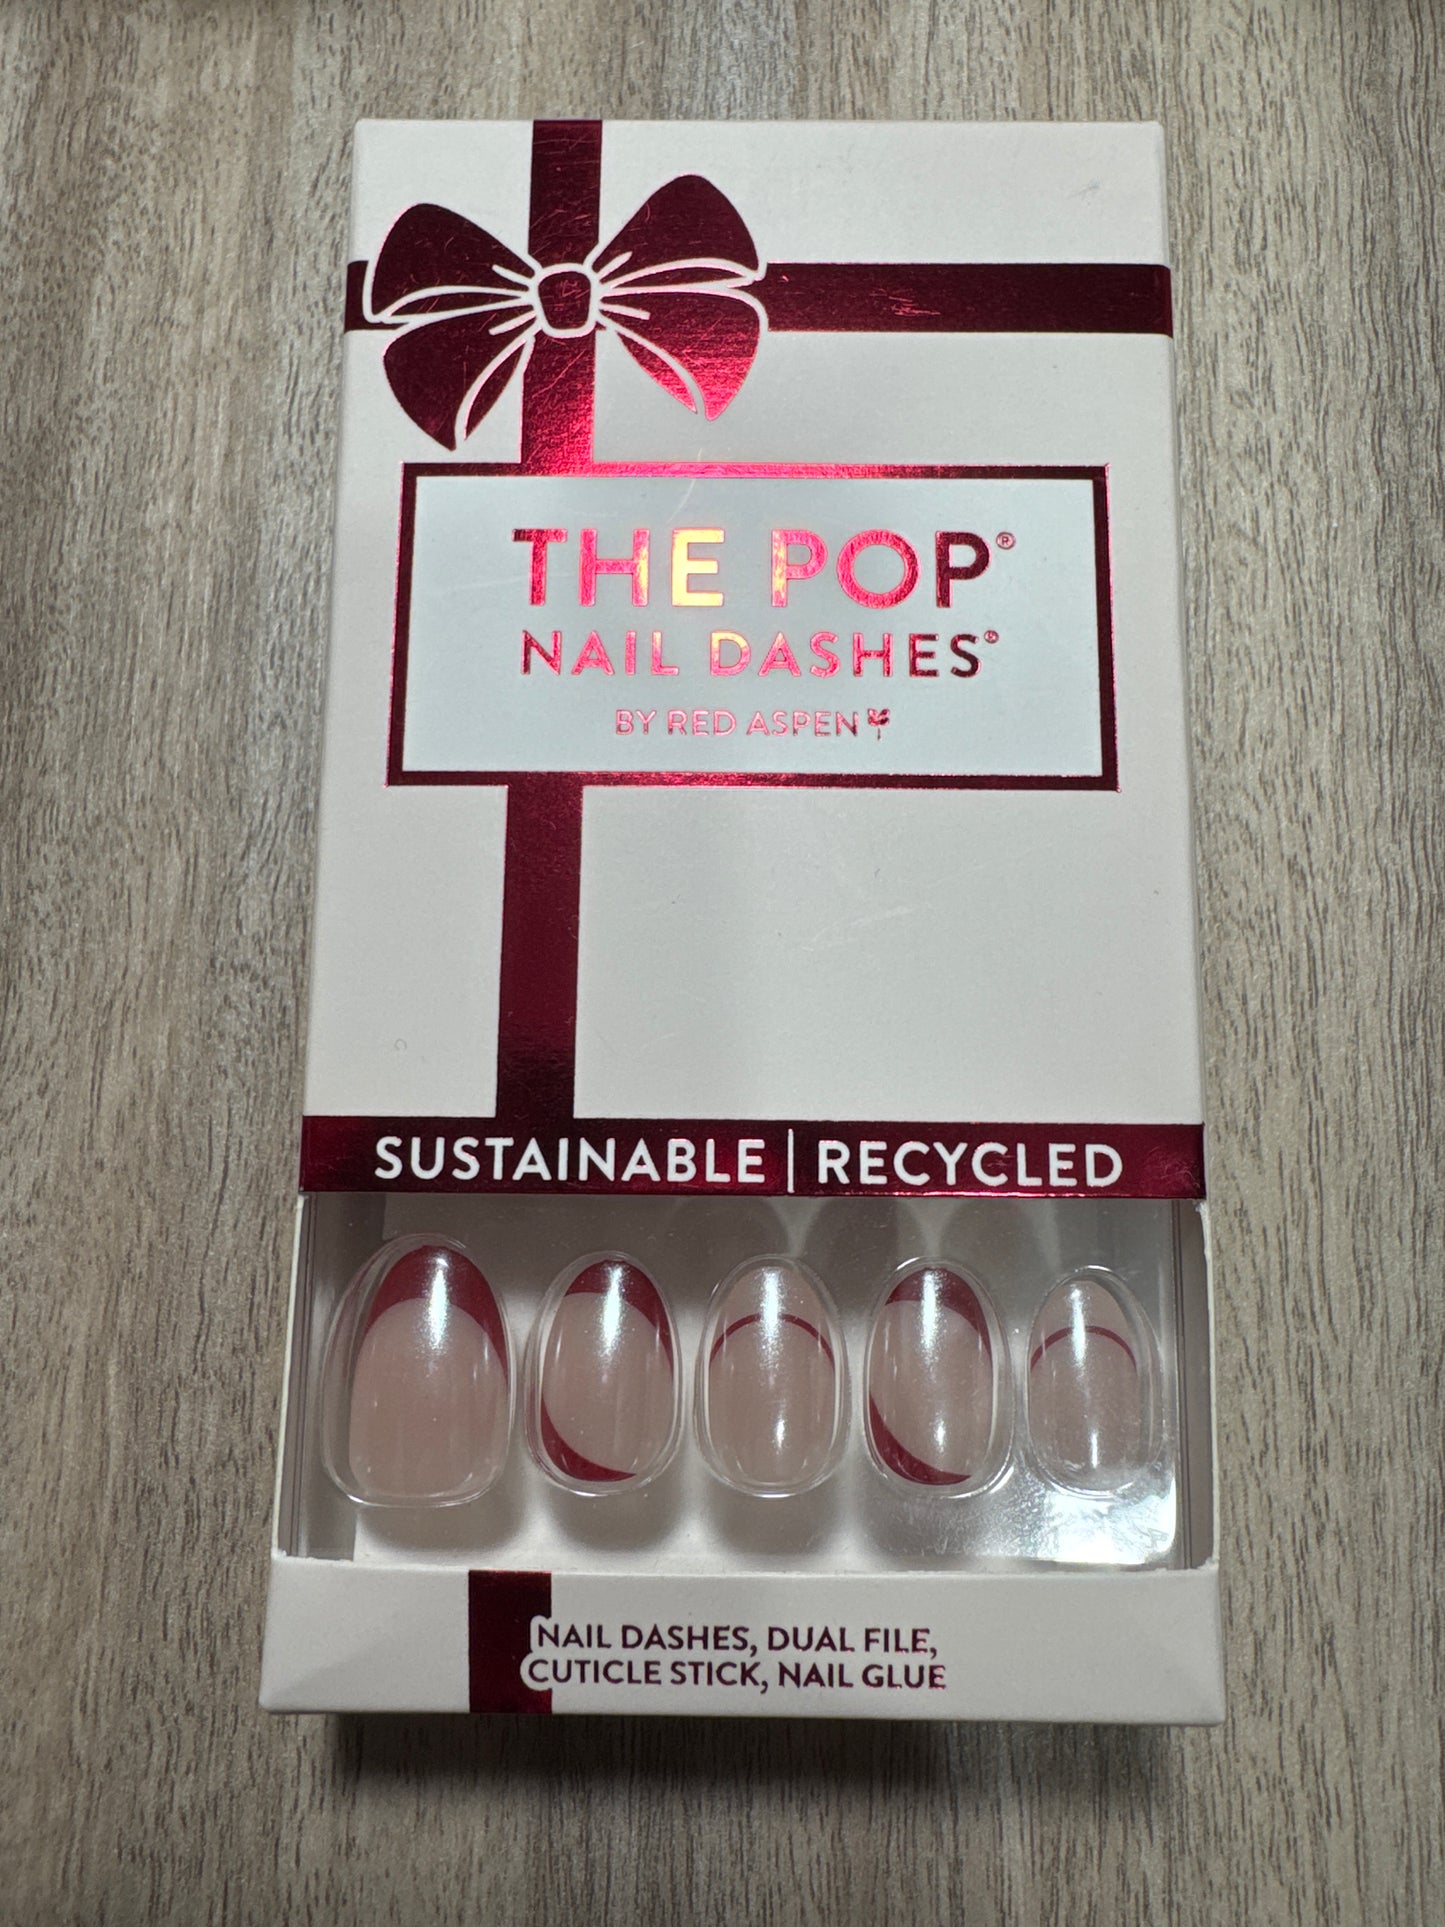 THE POP®
NAIL DASHES®
BY RED ASPEN
SUSTAINABLE | RECYCLED
NAIL DASHES, DUAL FILE,
CUTICLE STICK, NAIL GLUE